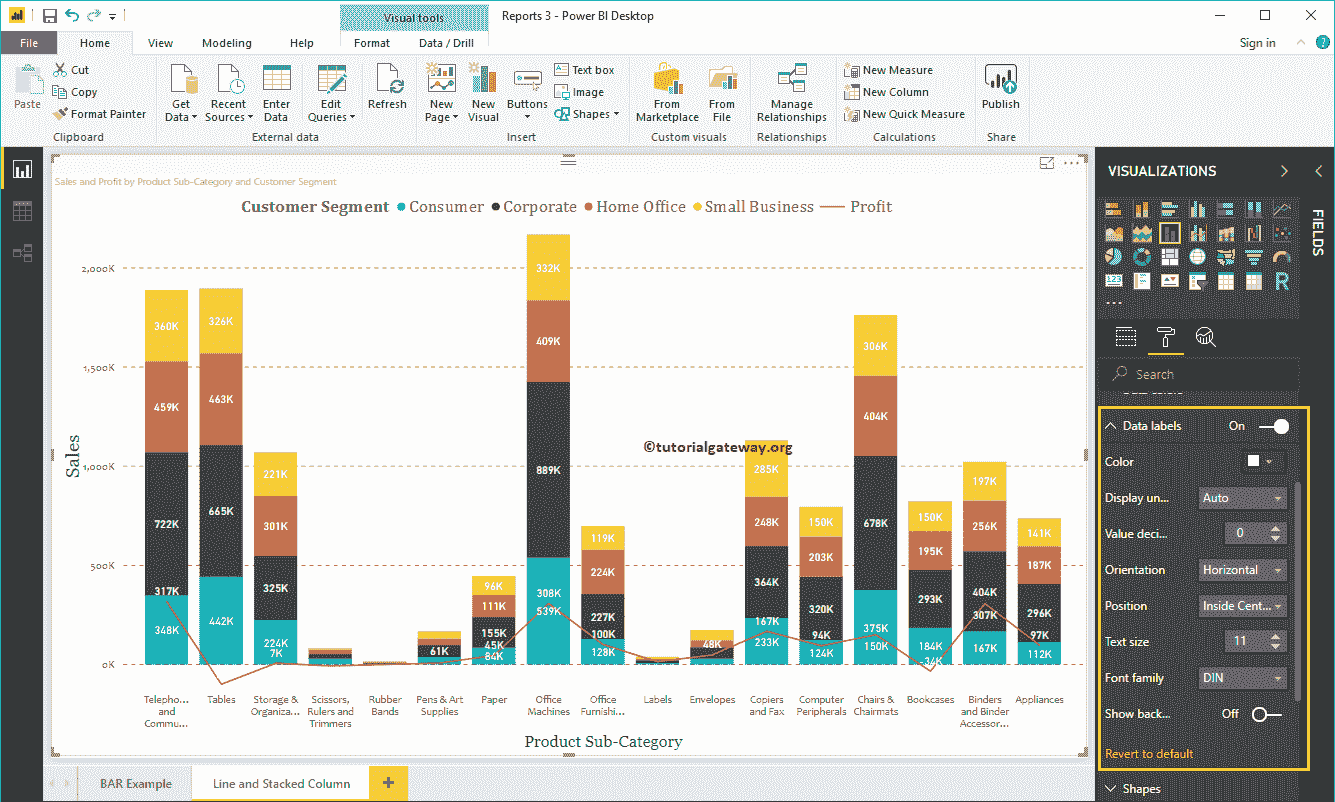 Visual tools
Reports 3 - Power BI Desktop
File
Home
View
Modeling
Help
Format
Data / Drill
Sign in
Paste
Cut
Copy
Format Painter
Clipboard
Get Data
Recent Sources
Enter Data
Edit Queries
Refresh
External data
New Page
New Visual
Buttons
Text box
Image
Shapes
Insert
From Marketplace
From File
Custom visuals
Manage Relationships
Relationships
New Measure
New Column
New Quick Measure
Calculations
Publish
Share
Sales and Profit by Product Sub-Category and Customer Segment
Customer Segment Consumer Corporate Home Office Small Business Profit
Sales
2,000K
1,500K
1,000K
500K
0K
360K
459K
722K
317K
348K
326K
463K
665K
442K
221K
301K
325K
224K
7K
61K
96K
111K
155K
45K
84K
332K
409K
889K
308K
539K
119K
224K
227K
100K
128K
48K
285K
248K
364K
167K
233K
150K
203K
320K
94K
124K
306K
404K
678K
375K
150K
150K
195K
293K
184K
34K
197K
256K
404K
307K
167K
141K
187K
296K
97K
112K
©tutorialgateway.org
Telepho... and Commu...
Tables
Storage & Organiza...
Scissors, Rulers and Trimmers
Rubber Bands
Pens & Art Supplies
Paper
Office Machines
Office Furnishi...
Labels
Envelopes
Copiers and Fax
Computer Peripherals
Chairs & Chairmats
Bookcases
Binders and Binder Accessor...
Appliances
Product Sub-Category
BAR Example
Line and Stacked Column
VISUALIZATIONS
FIELDS
123
R
Search
Data labels On
Color
Display un... Auto
Value deci... 0
Orientation Horizontal
Position Inside Cent...
Text size 11
Font family DIN
Show back... Off
Revert to default
Shapes